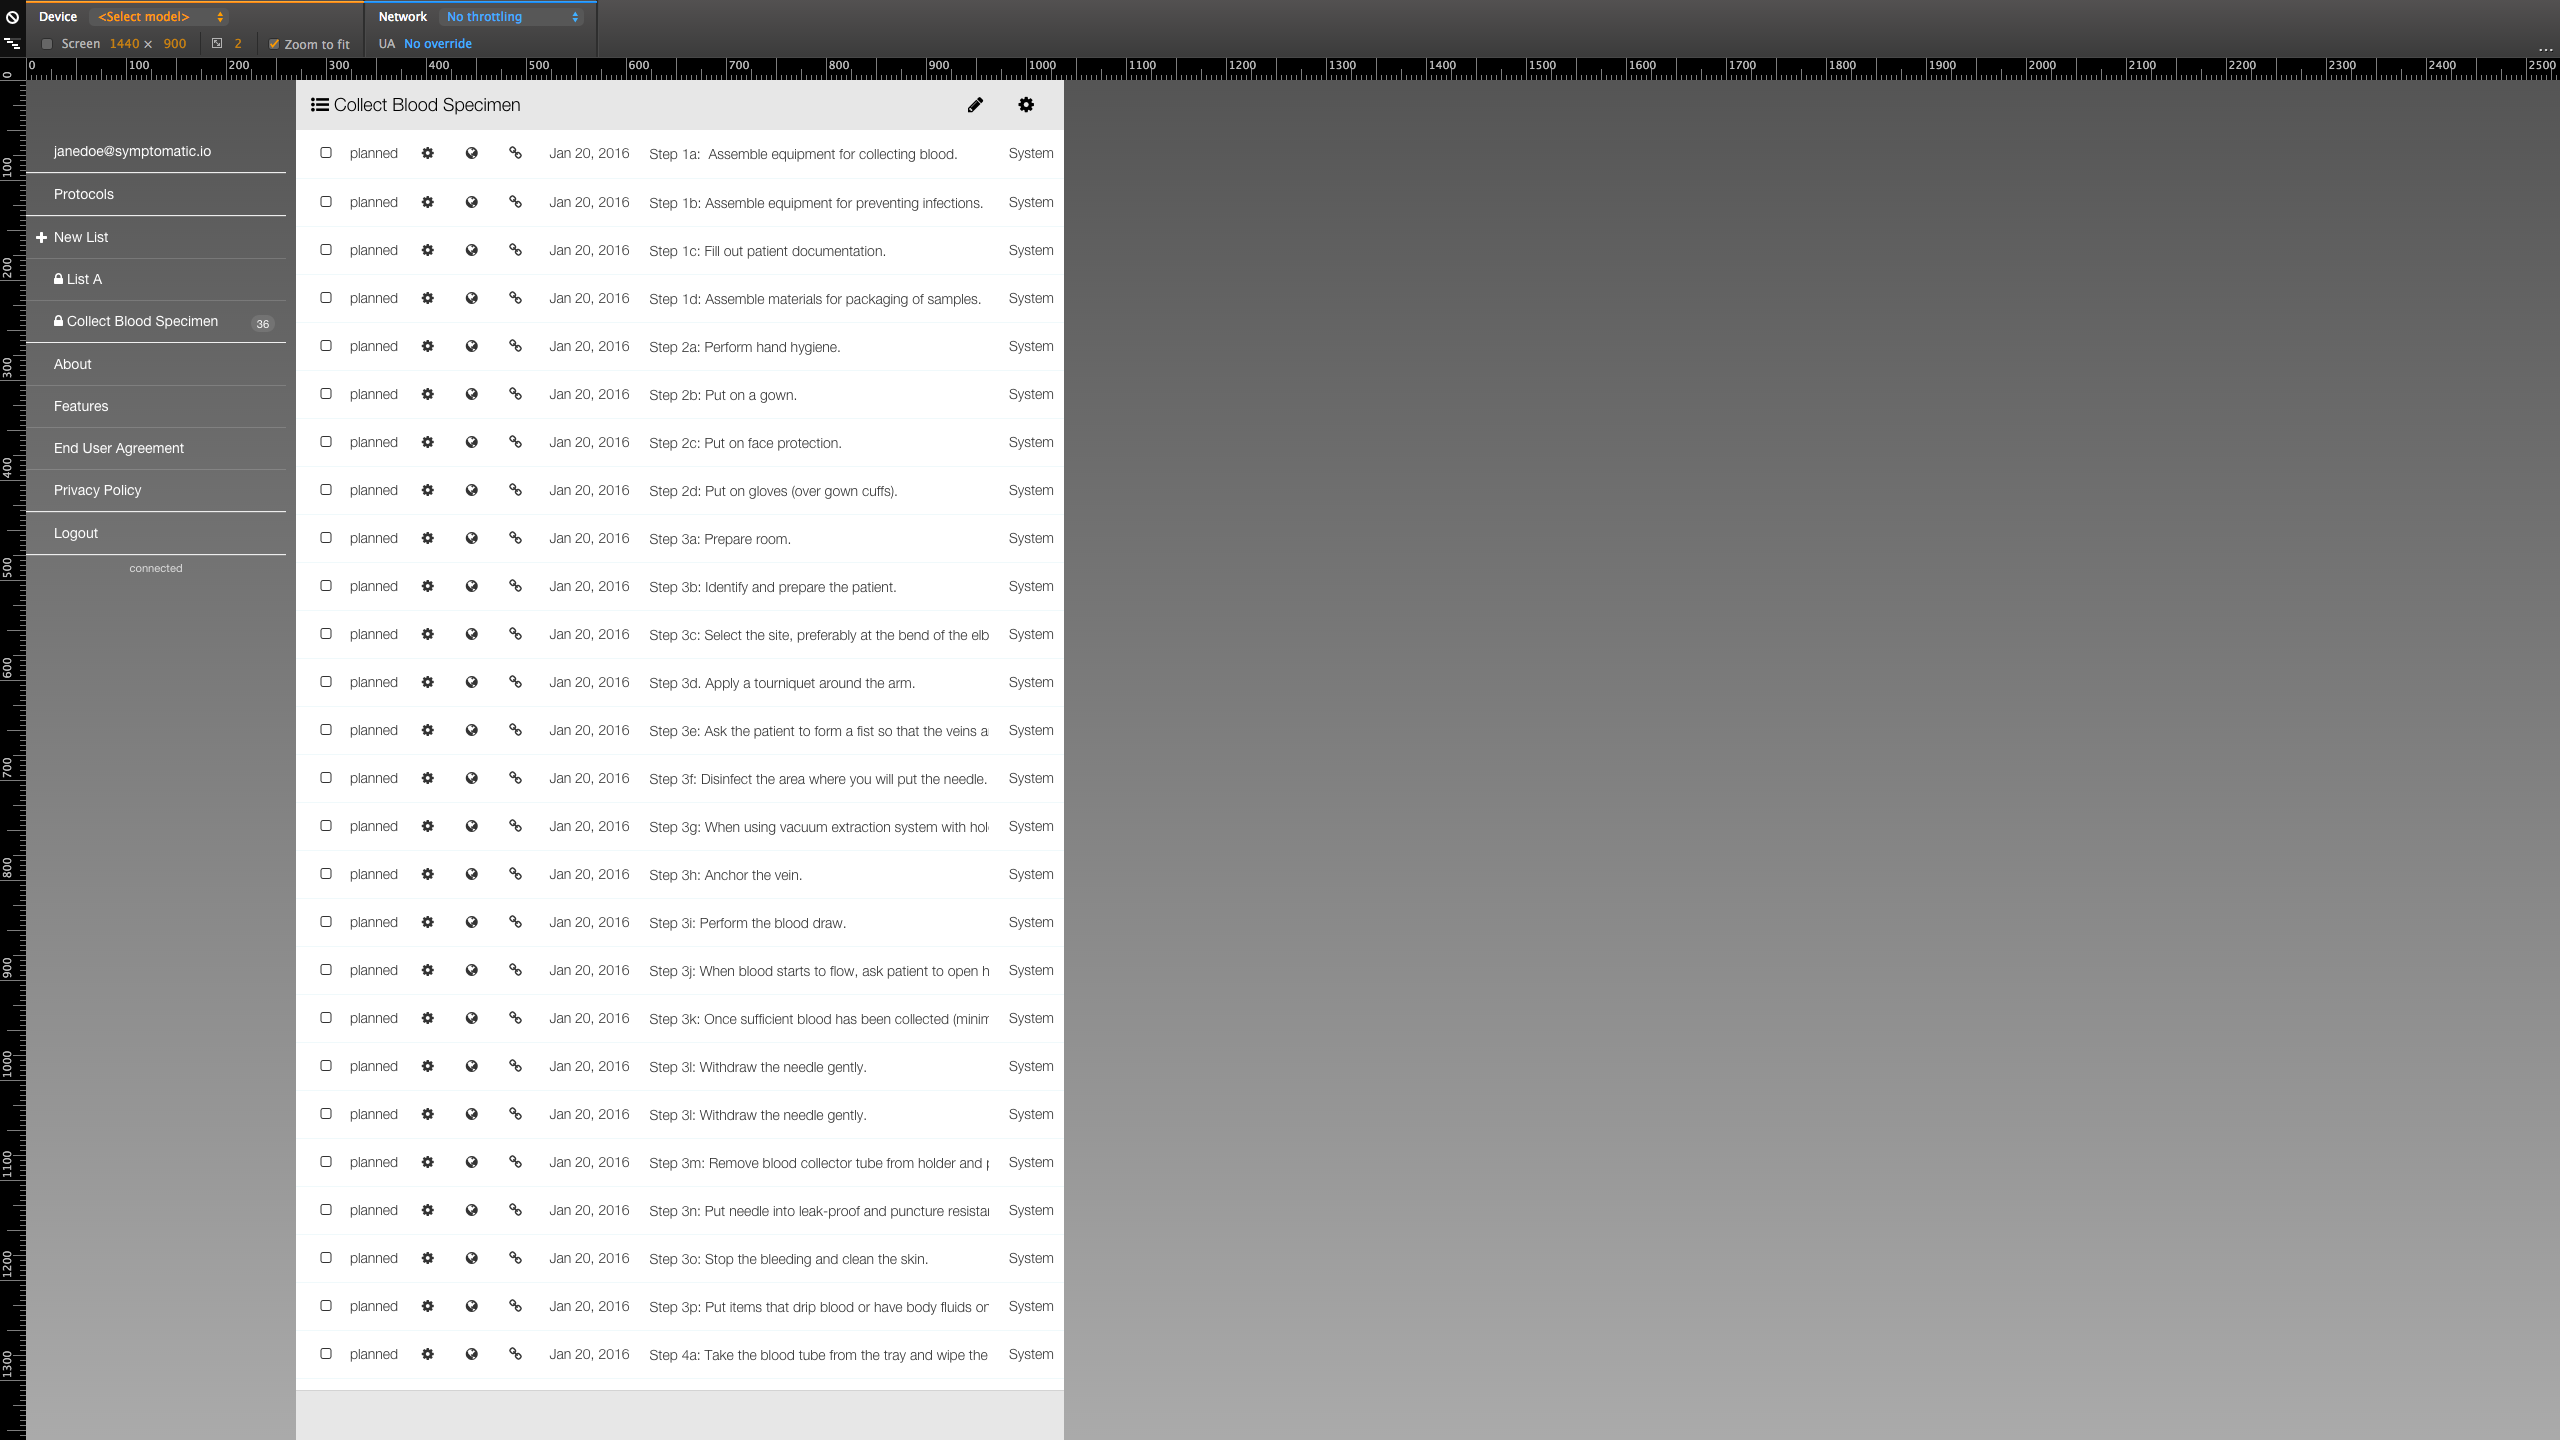 Device <Select model> Network No throttling
Screen 1440 × 900 2 Zoom to fit UA No override
...
0 100 200 300 400 500 600 700 800 900 1000 1100 1200 1300 1400 1500 1600 1700 1800 1900 2000 2100 2200 2300 2400 2500
0 100 200 300 400 500 600 700 800 900 1000 1100 1200 1300
janedoe@symptomatic.io
Protocols
New List
List A
Collect Blood Specimen 36
About
Features
End User Agreement
Privacy Policy
Logout
connected
Collect Blood Specimen
planned Jan 20, 2016 Step 1a: Assemble equipment for collecting blood. System
planned Jan 20, 2016 Step 1b: Assemble equipment for preventing infections. System
planned Jan 20, 2016 Step 1c: Fill out patient documentation. System
planned Jan 20, 2016 Step 1d: Assemble materials for packaging of samples. System
planned Jan 20, 2016 Step 2a: Perform hand hygiene. System
planned Jan 20, 2016 Step 2b: Put on a gown. System
planned Jan 20, 2016 Step 2c: Put on face protection. System
planned Jan 20, 2016 Step 2d: Put on gloves (over gown cuffs). System
planned Jan 20, 2016 Step 3a: Prepare room. System
planned Jan 20, 2016 Step 3b: Identify and prepare the patient. System
planned Jan 20, 2016 Step 3c: Select the site, preferably at the bend of the elb System
planned Jan 20, 2016 Step 3d. Apply a tourniquet around the arm. System
planned Jan 20, 2016 Step 3e: Ask the patient to form a fist so that the veins a System
planned Jan 20, 2016 Step 3f: Disinfect the area where you will put the needle. System
planned Jan 20, 2016 Step 3g: When using vacuum extraction system with hol System
planned Jan 20, 2016 Step 3h: Anchor the vein. System
planned Jan 20, 2016 Step 3i: Perform the blood draw. System
planned Jan 20, 2016 Step 3j: When blood starts to flow, ask patient to open h System
planned Jan 20, 2016 Step 3k: Once sufficient blood has been collected (minim System
planned Jan 20, 2016 Step 3l: Withdraw the needle gently. System
planned Jan 20, 2016 Step 3l: Withdraw the needle gently. System
planned Jan 20, 2016 Step 3m: Remove blood collector tube from holder and p System
planned Jan 20, 2016 Step 3n: Put needle into leak-proof and puncture resistan System
planned Jan 20, 2016 Step 3o: Stop the bleeding and clean the skin. System
planned Jan 20, 2016 Step 3p: Put items that drip blood or have body fluids on System
planned Jan 20, 2016 Step 4a: Take the blood tube from the tray and wipe the System